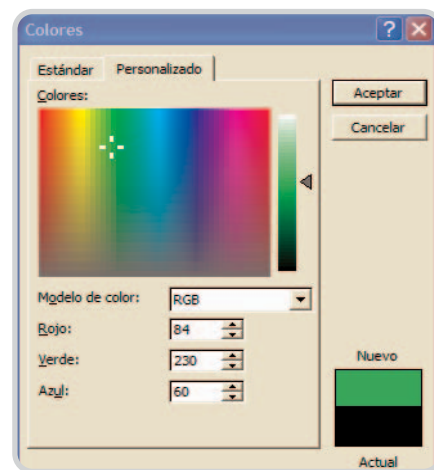 Colores
Estándar Personalizado
Colores:
Aceptar
Cancelar
Modelo de color: RGB
Rojo: 84
Verde: 230
Azul: 60
Nuevo
Actual